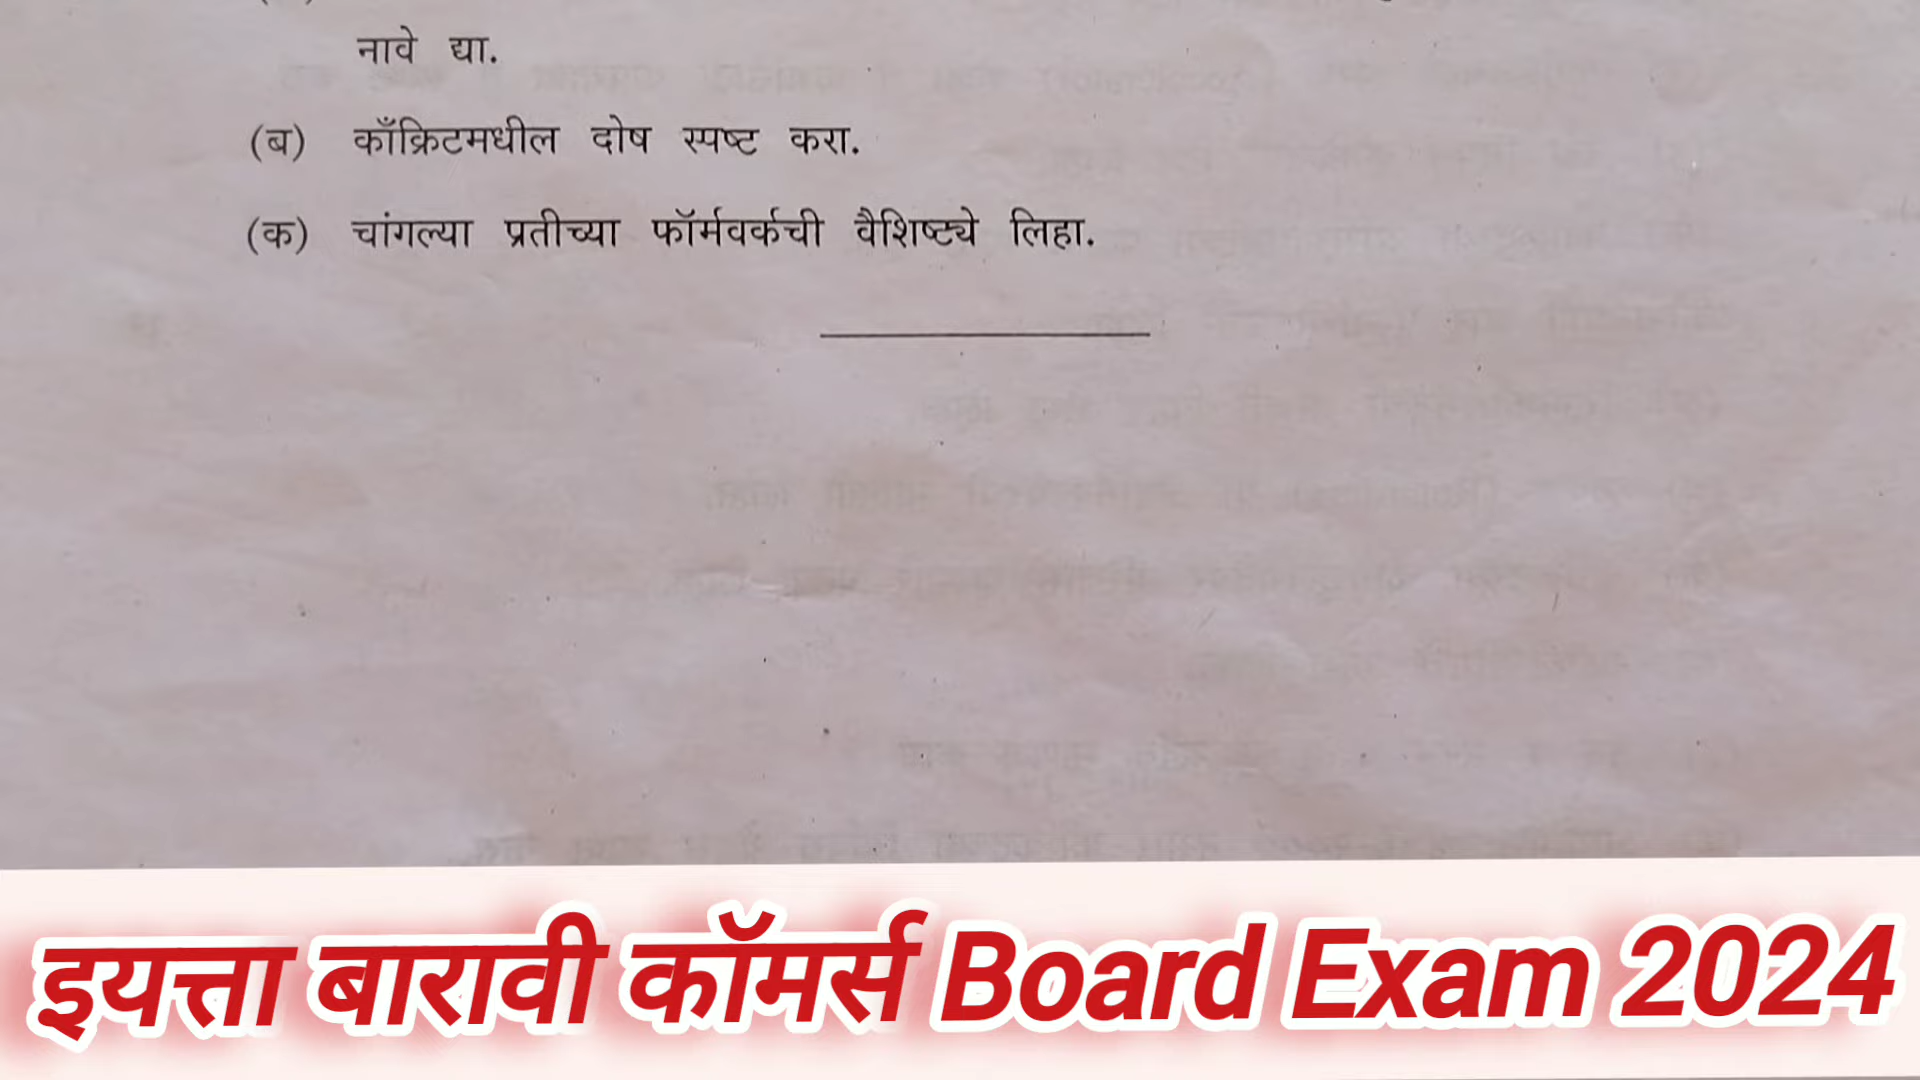 नावे द्या.
(ब) काँक्रिटमधील दोष स्पष्ट करा.
(क) चांगल्या प्रतीच्या फॉर्मवर्कची वैशिष्ट्ये लिहा.
इयत्ता बारावी कॉमर्स Board Exam 2024